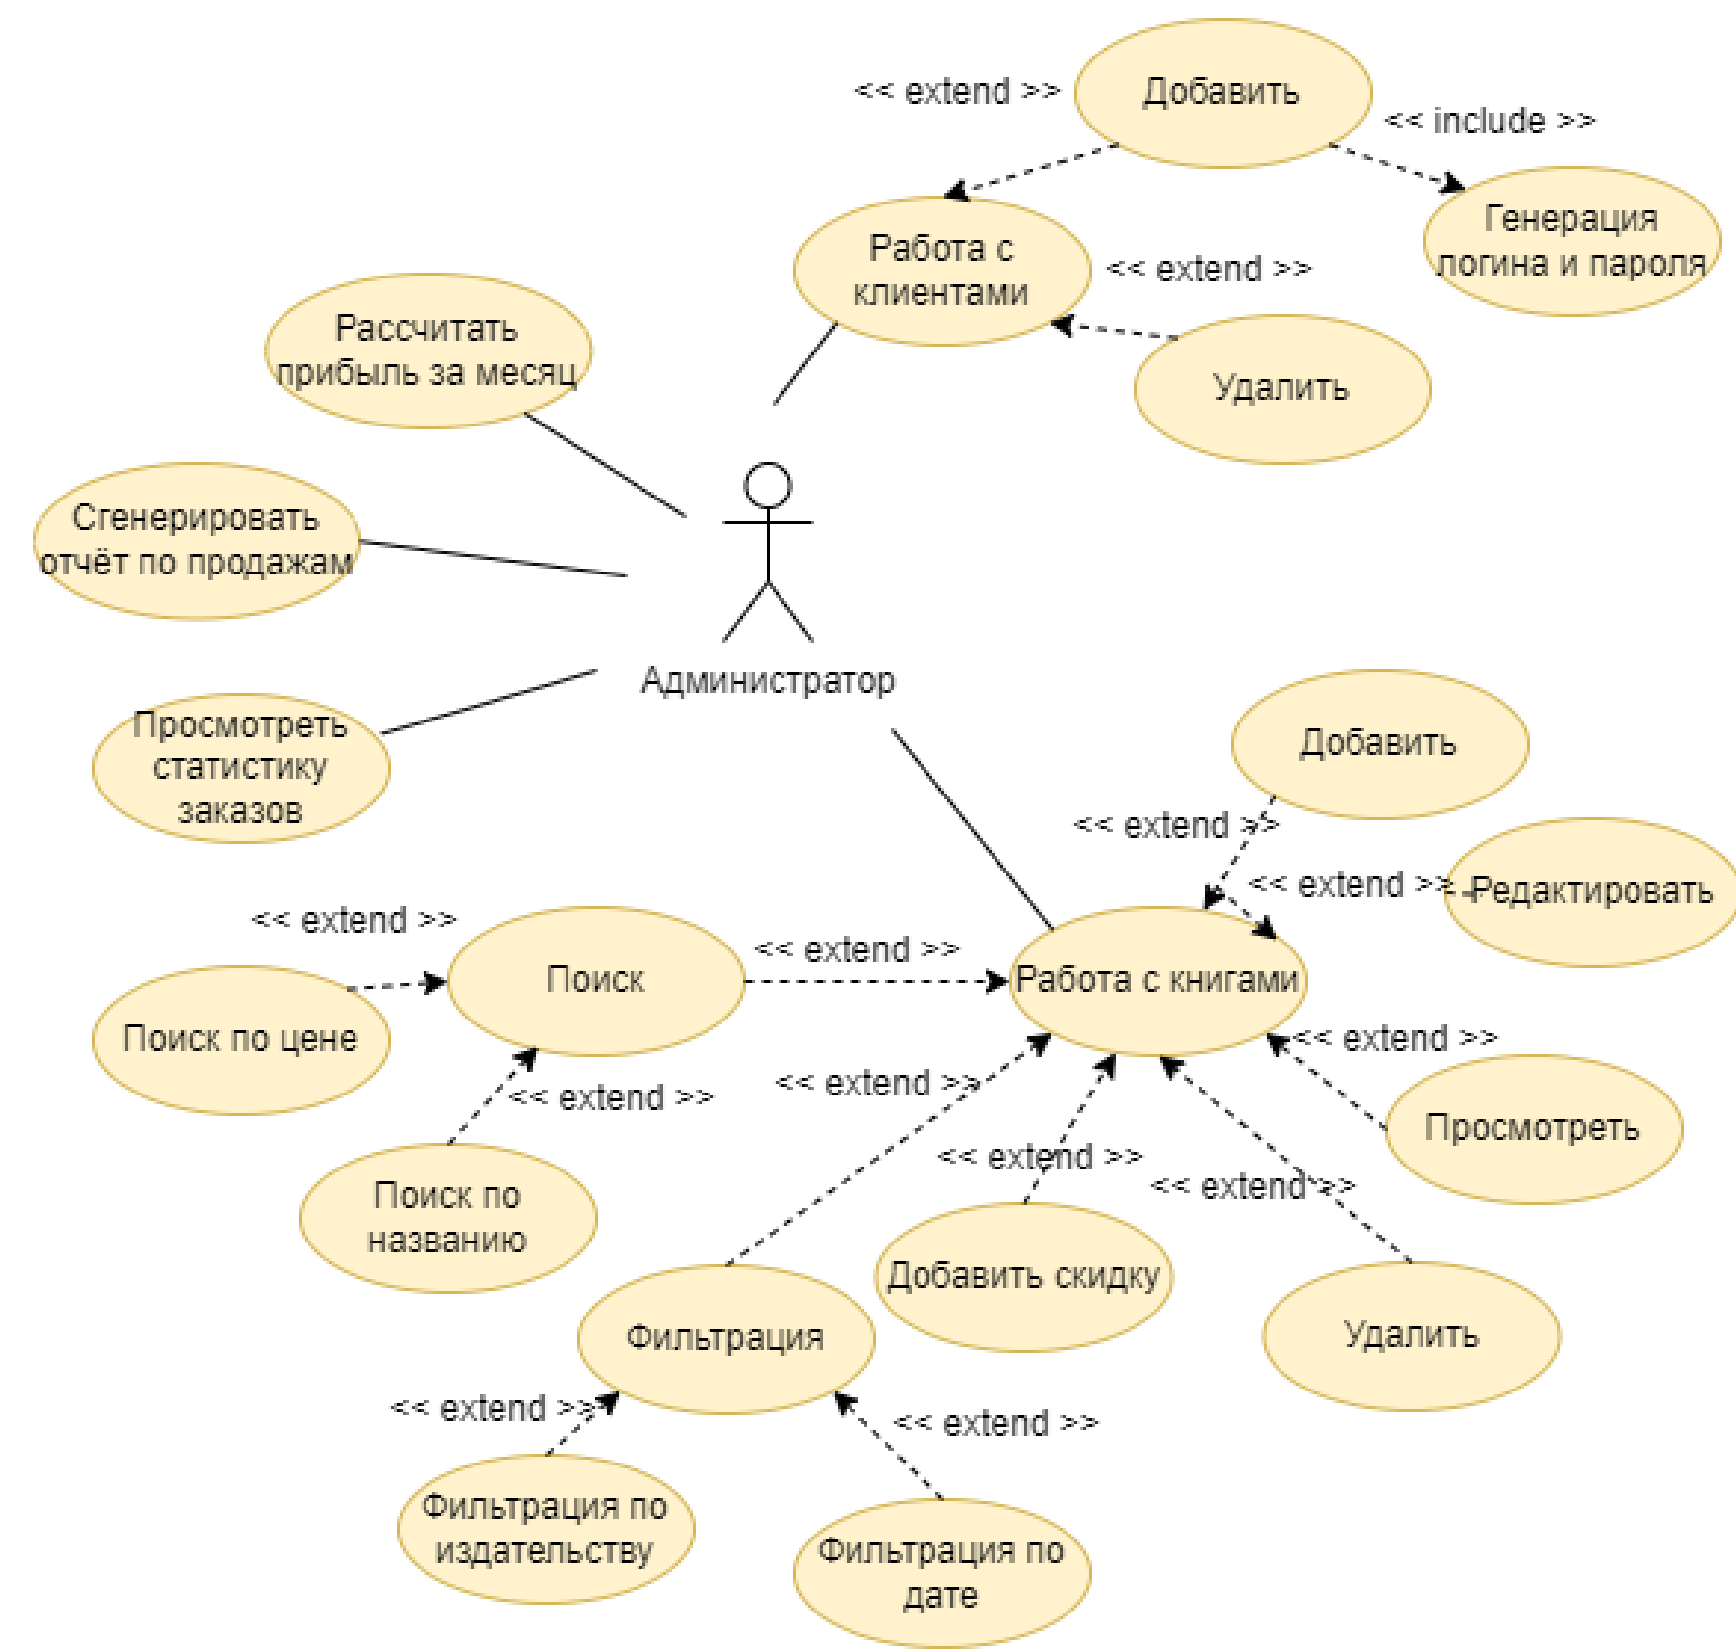 << extend >>
Добавить
<< include >>
Генерация
логина и пароля
Работа с
клиентами
<< extend >>
Удалить
Рассчитать
прибыль за месяц
Сгенерировать
отчёт по продажам
Администратор
Просмотреть
статистику
заказов
Добавить
<< extend >>
<< extend >>
Редактировать
<< extend >>
Поиск
<< extend >>
Работа с книгами
Поиск по цене
<< extend >>
<< extend >>
<< extend >>
Просмотреть
<< extend >>
<< extend >>
Поиск по
названию
Добавить скидку
Фильтрация
Удалить
<< extend >>
<< extend >>
Фильтрация по
издательству
Фильтрация по
дате